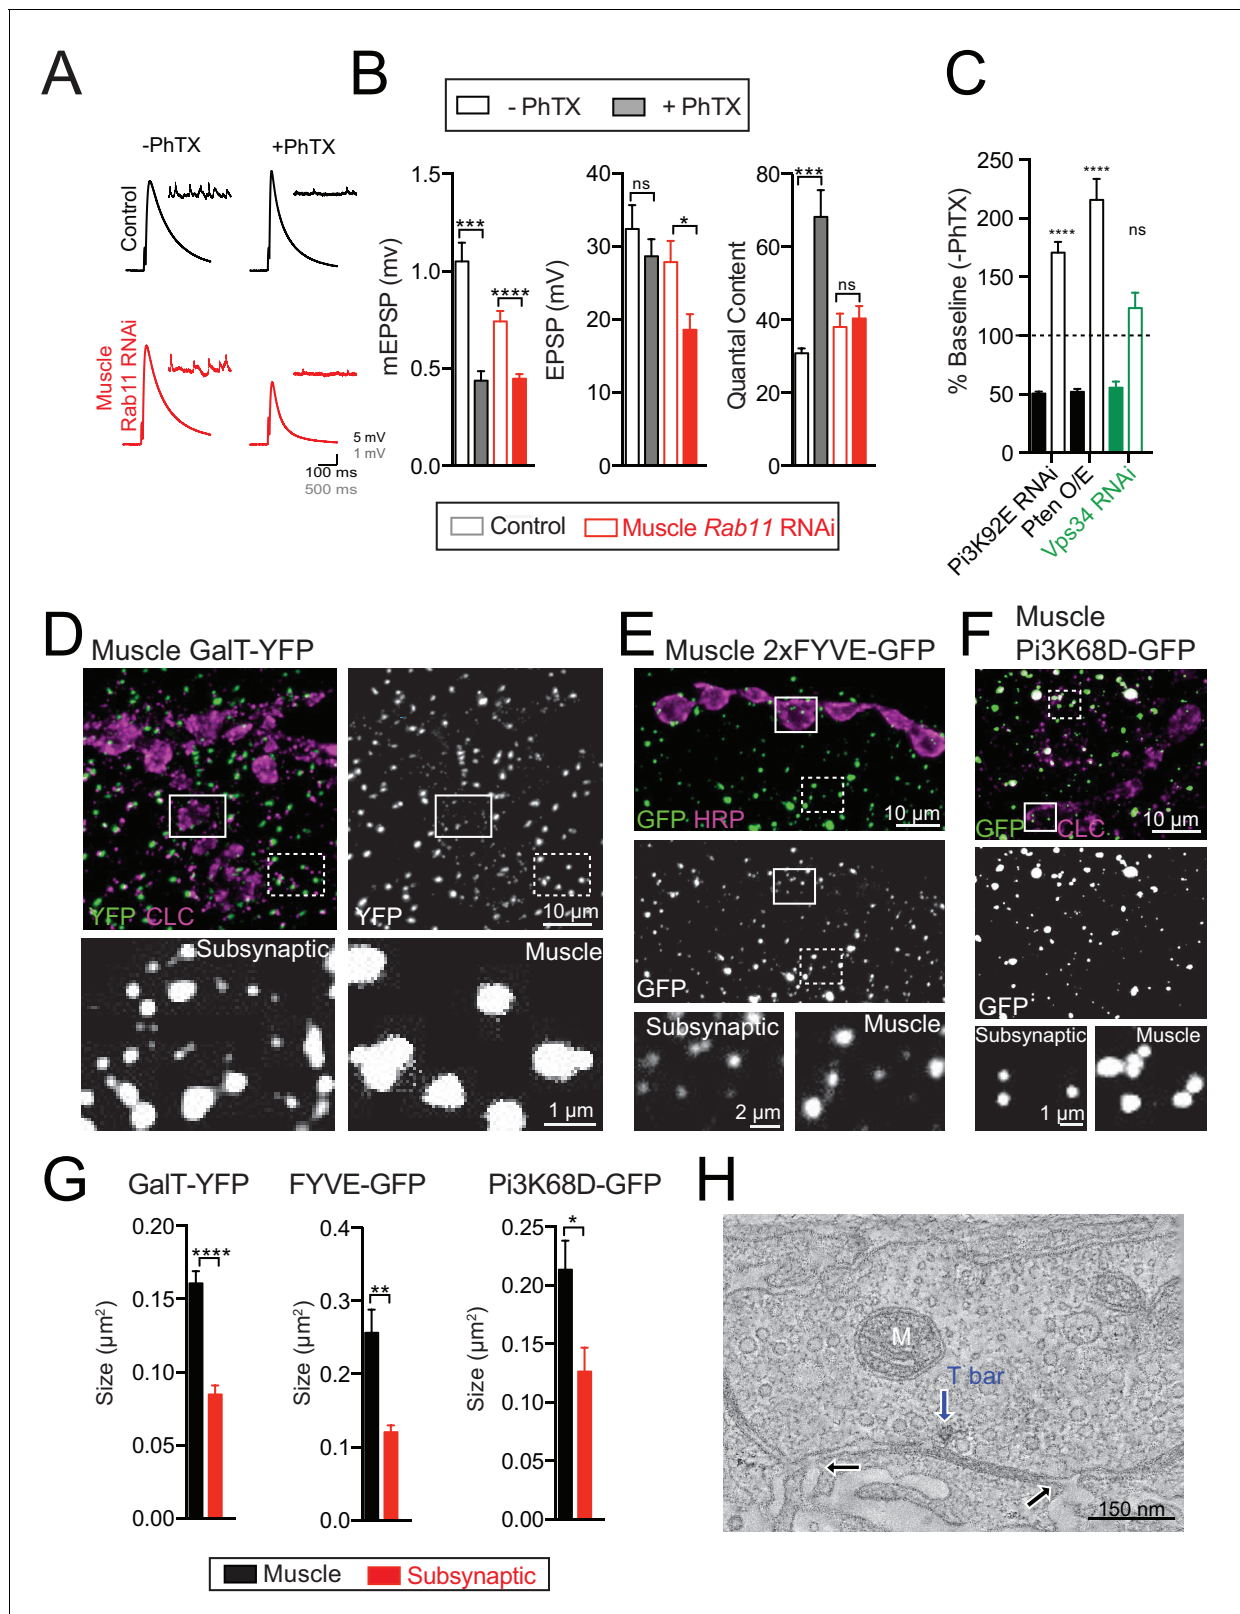 A
-PhTX
+PhTX
Control
Muscle
Rab11 RNAi
5 mV
1 mV
100 ms
500 ms
B
- PhTX
+ PhTX
mEPSP (mv)
1.5
1.0
0.5
0.0
***
****
EPSP (mV)
40
30
20
10
0
ns
*
Quantal Content
80
60
40
20
0
***
ns
Control
Muscle Rab11 RNAi
C
% Baseline (-PhTX)
250
200
150
100
50
0
****
****
ns
Pi3K92E RNAi
Pten O/E
Vps34 RNAi
D
Muscle GalT-YFP
YFP CLC
YFP
10 µm
Subsynaptic
Muscle
1 µm
E
Muscle 2xFYVE-GFP
GFP HRP
10 µm
GFP
Subsynaptic
2 µm
Muscle
F
Muscle
Pi3K68D-GFP
GFP CLC
10 µm
GFP
Subsynaptic
1 µm
Muscle
G
GalT-YFP
Size (µm²)
0.20
0.15
0.10
0.05
0.00
****
FYVE-GFP
Size (µm²)
0.4
0.3
0.2
0.1
0.0
**
Pi3K68D-GFP
Size (µm²)
0.25
0.20
0.15
0.10
0.05
0.00
*
Muscle
Subsynaptic
H
M
T bar
150 nm